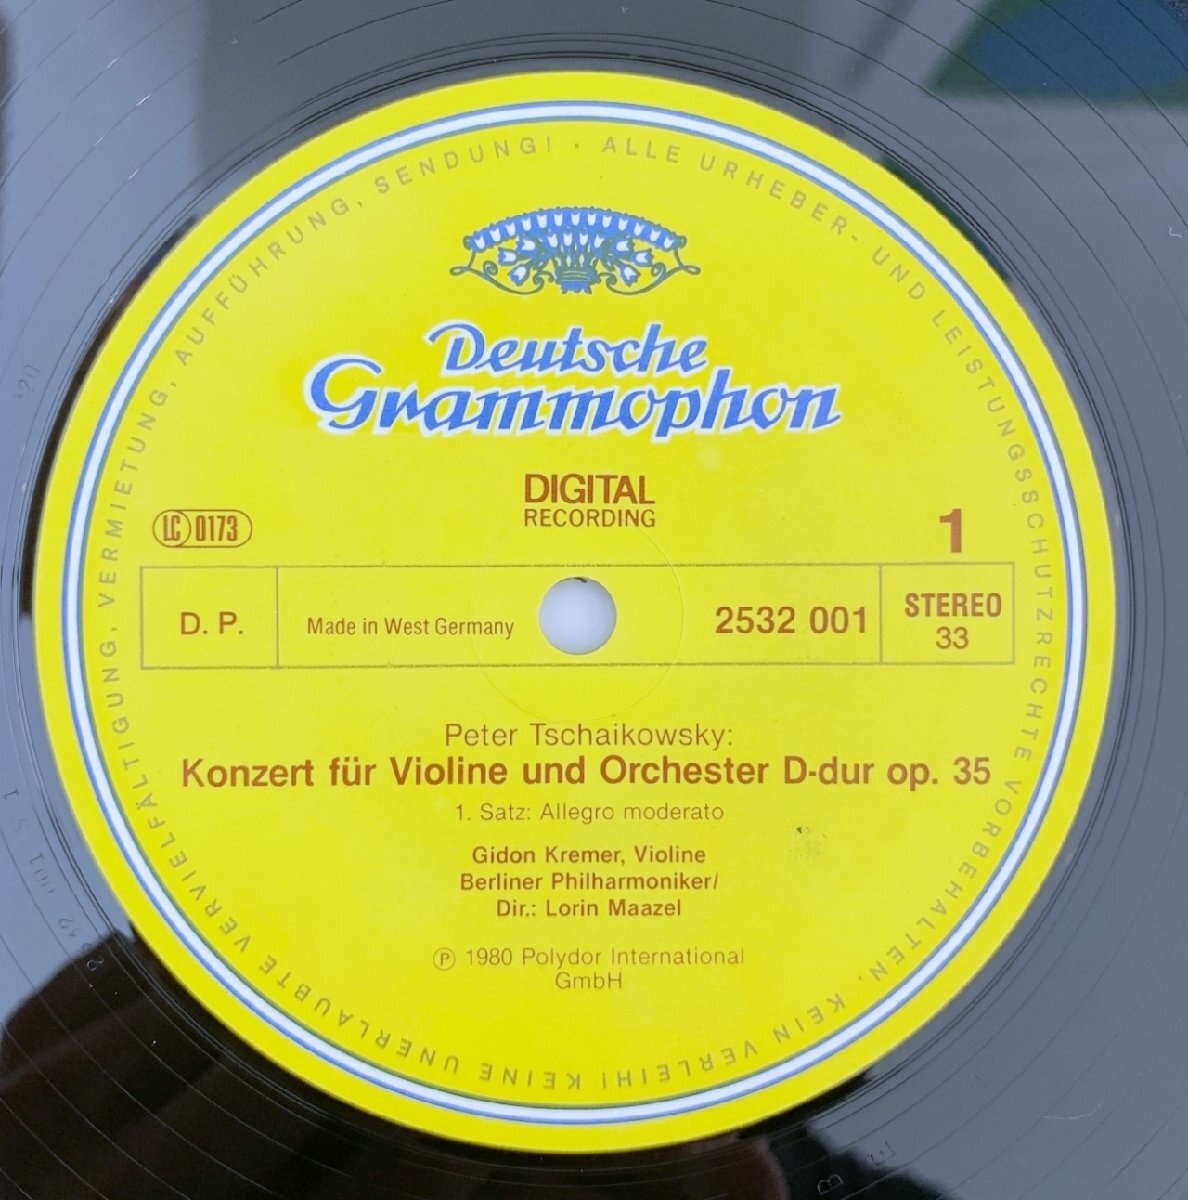 ALLE URHEBER- UND LEISTUNGSSCHUTZRECHTE VORBEHALTEN. KEIN VERLEIH! KEINE UNERLAUBTE VERVIELFÄLTIGUNG, VERMIETUNG, AUFFÜHRUNG, SENDUNG! ·
Deutsche
Grammophon
DIGITAL
RECORDING
LC 0173
1
D. P.
Made in West Germany
2532 001
STEREO
33
Peter Tschaikowsky:
Konzert für Violine und Orchester D-dur op. 35
1. Satz: Allegro moderato
Gidon Kremer, Violine
Berliner Philharmoniker/
Dir.: Lorin Maazel
Ⓟ 1980 Polydor International
GmbH
320